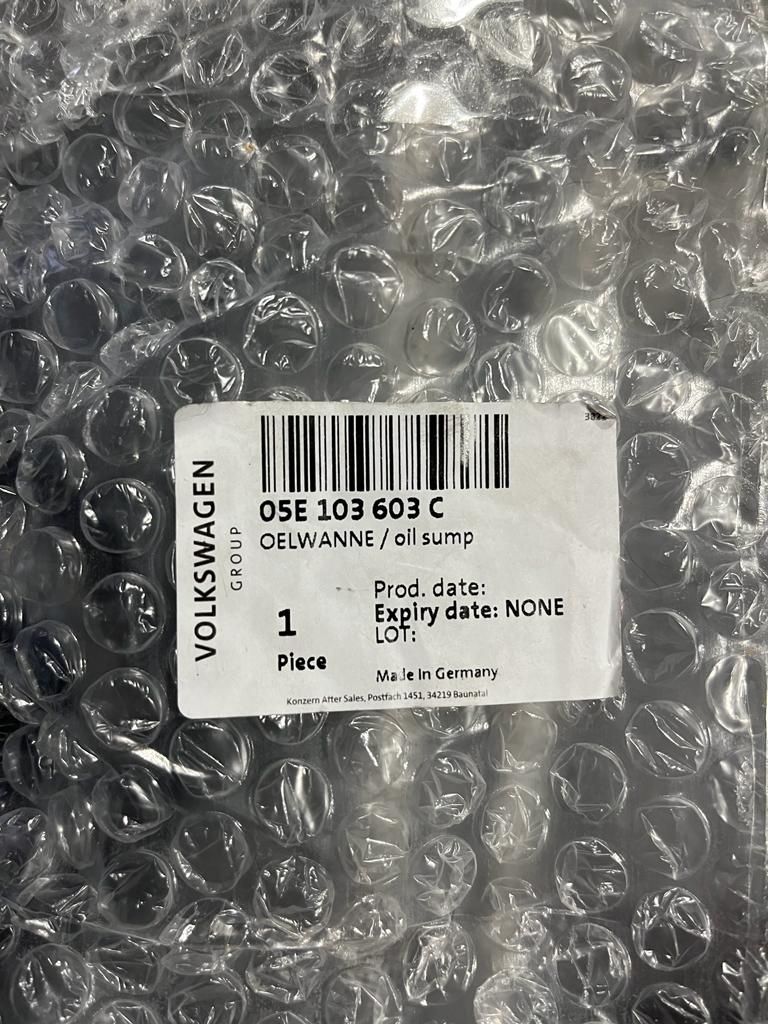 VOLKSWAGEN
GROUP
05E 103 603 C
OELWANNE / oil sump
1
Piece
Prod. date:
Expiry date: NONE
LOT:
Made In Germany
Konzern After Sales, Postfach 1451, 34219 Baunatal